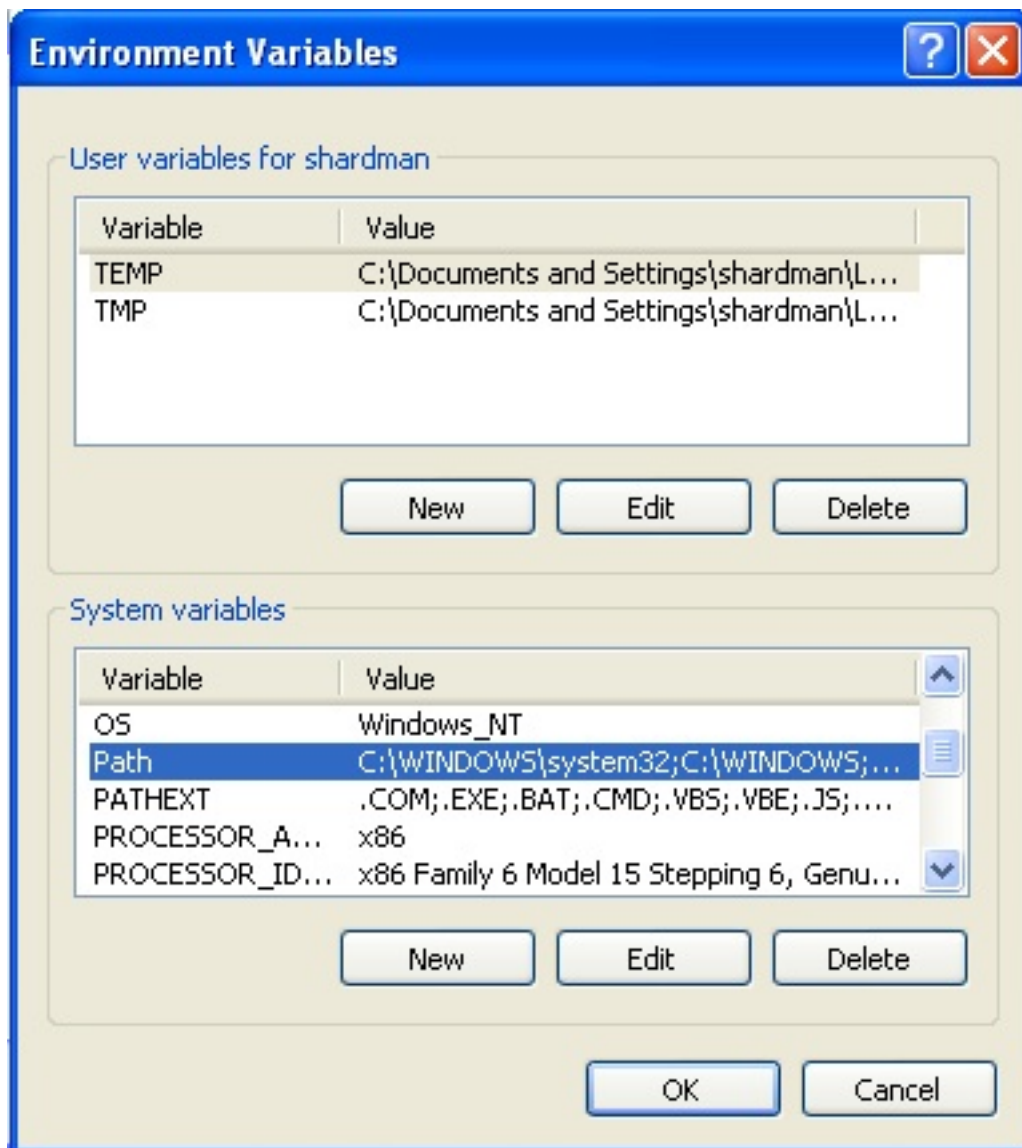 Environment Variables
User variables for shardman
Variable Value
TEMP C:\Documents and Settings\shardman\L...
TMP C:\Documents and Settings\shardman\L...
New Edit Delete
System variables
Variable Value
OS Windows_NT
Path C:\WINDOWS\system32;C:\WINDOWS;...
PATHEXT .COM;.EXE;.BAT;.CMD;.VBS;.VBE;.JS;....
PROCESSOR_A... x86
PROCESSOR_ID... x86 Family 6 Model 15 Stepping 6, Genu...
New Edit Delete
OK Cancel